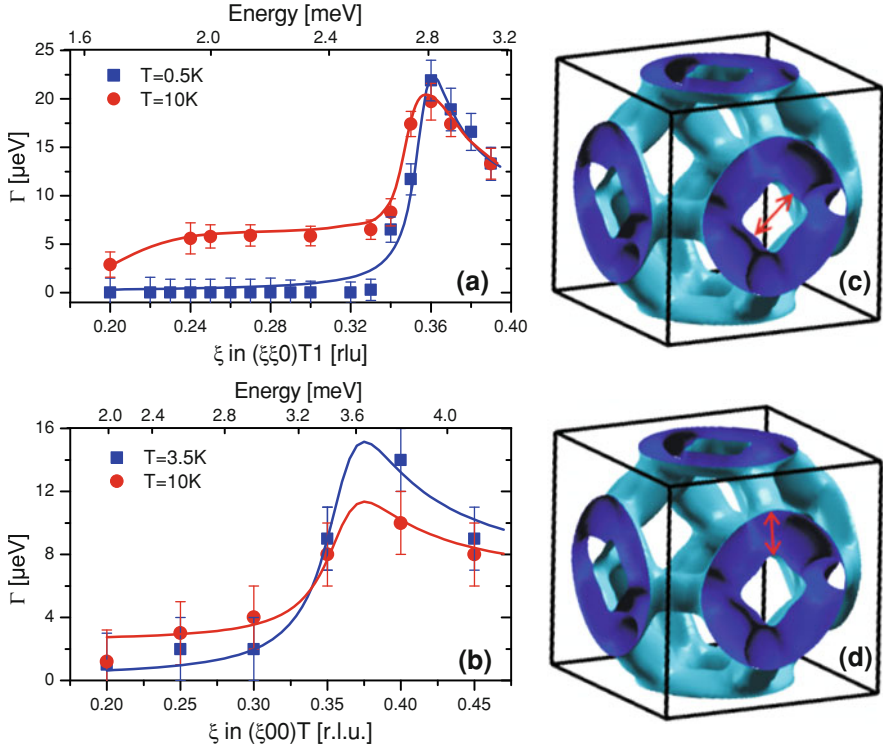 Energy [meV]
1.6 2.0 2.4 2.8 3.2
25
20
15
10
5
0
Γ [µeV]
T=0.5K
T=10K
(a)
0.20 0.24 0.28 0.32 0.36 0.40
ξ in (ξξ0)T1 [rlu]
(c)
Energy [meV]
2.0 2.4 2.8 3.2 3.6 4.0
16
12
8
4
0
Γ [µeV]
T=3.5K
T=10K
(b)
0.20 0.25 0.30 0.35 0.40 0.45
ξ in (ξ00)T [r.l.u.]
(d)